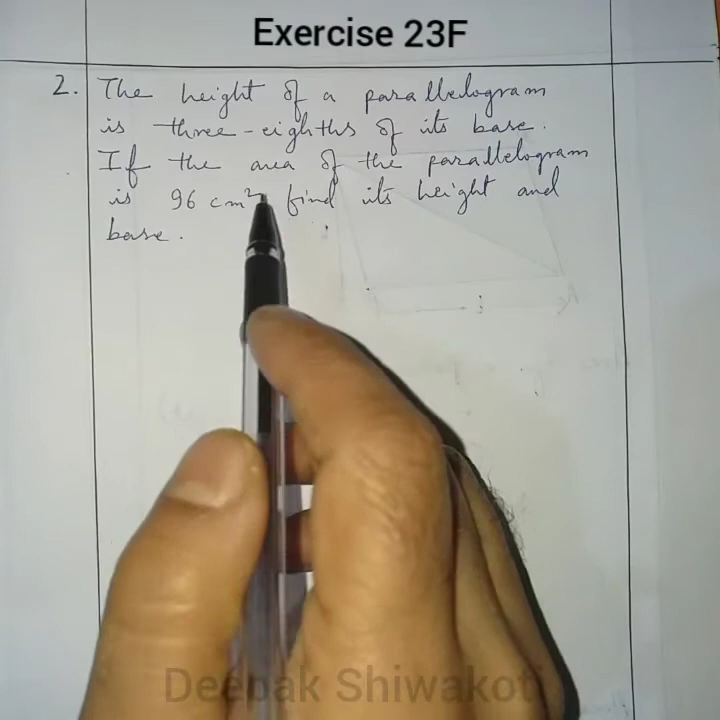 Exercise 23F
2. The height of a parallelogram
is three-eighths of its base.
If the area of the parallelogram
is 96 cm² find its height and
base.
Deepak Shiwakoti